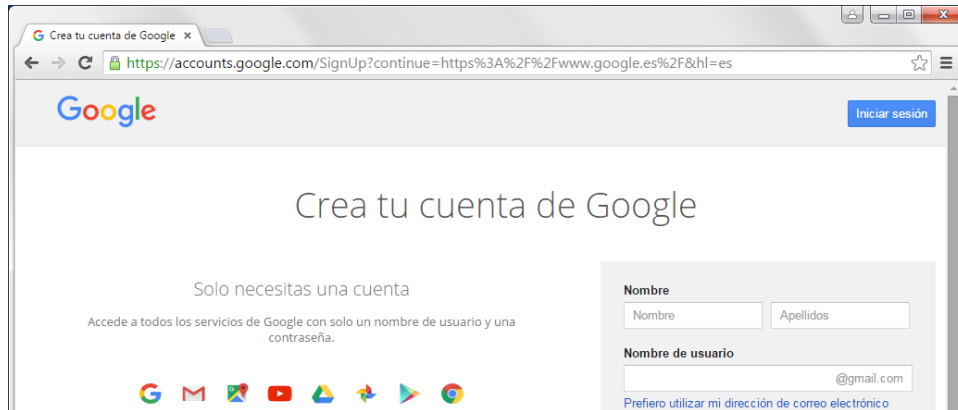 Crea tu cuenta de Google
https://accounts.google.com/SignUp?continue=https%3A%2F%2Fwww.google.es%2F&hl=es
Google
Iniciar sesión
Crea tu cuenta de Google
Solo necesitas una cuenta
Accede a todos los servicios de Google con solo un nombre de usuario y una
contraseña.
Nombre
Nombre Apellidos
Nombre de usuario
@gmail.com
Prefiero utilizar mi dirección de correo electrónico